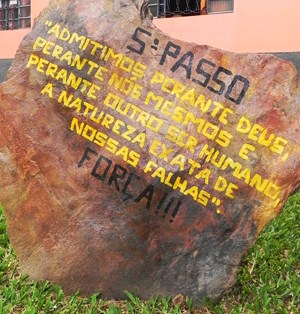 5º PASSO
"ADMITIMOS PERANTE DEUS,
PERANTE NÓS MESMOS E
PERANTE OUTRO SER HUMANO,
A NATUREZA EXATA DE
NOSSAS FALHAS".
FORÇA!!!